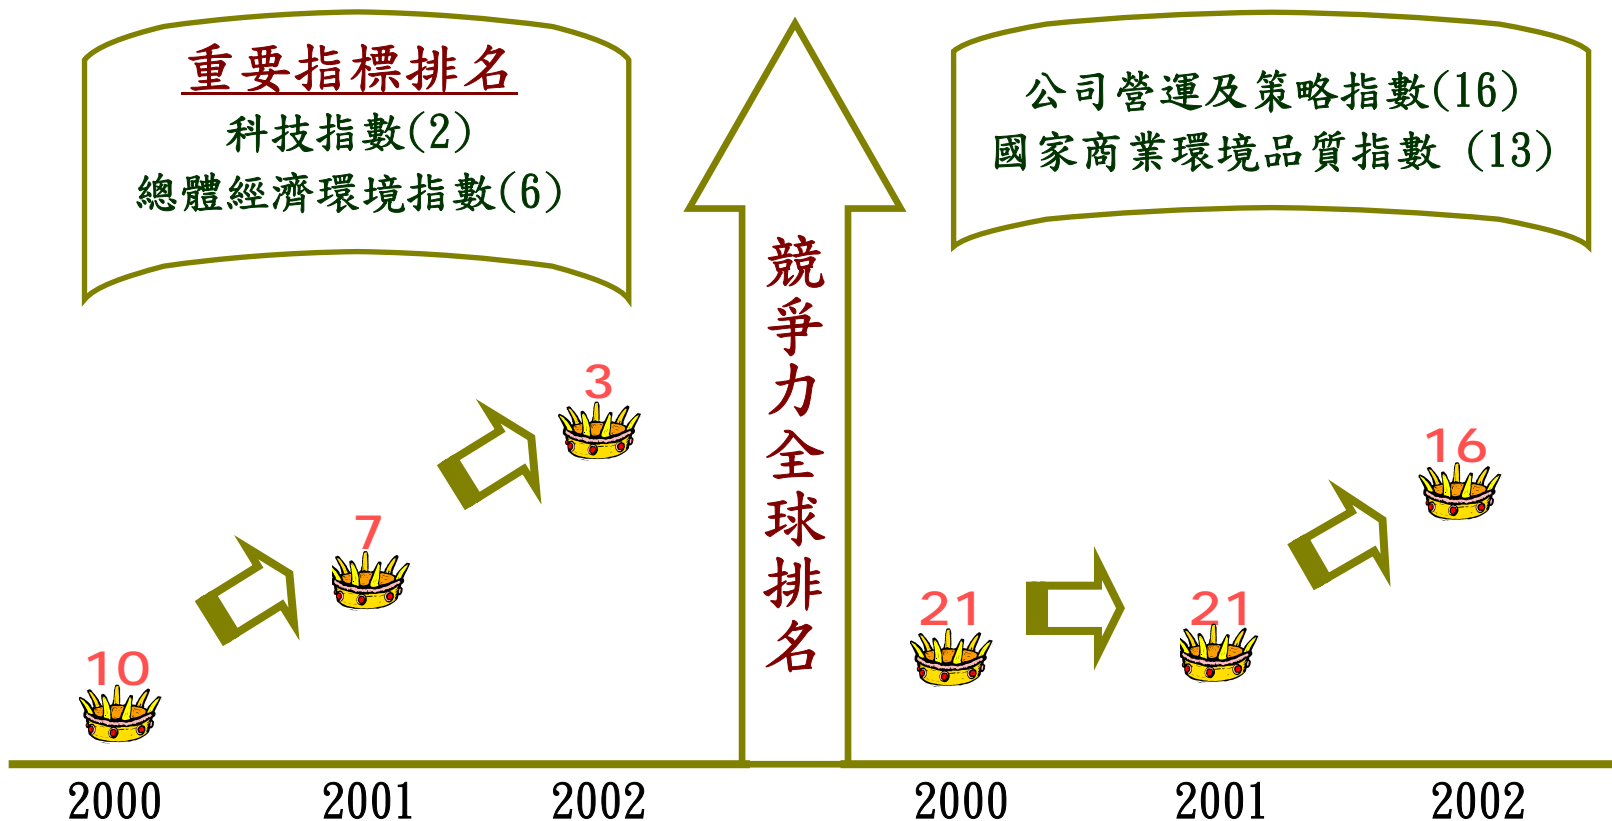 重要指標排名
科技指數(2)
總體經濟環境指數(6)
公司營運及策略指數(16)
國家商業環境品質指數 (13)
競爭力全球排名
3
7
10
16
21
21
2000
2001
2002
2000
2001
2002